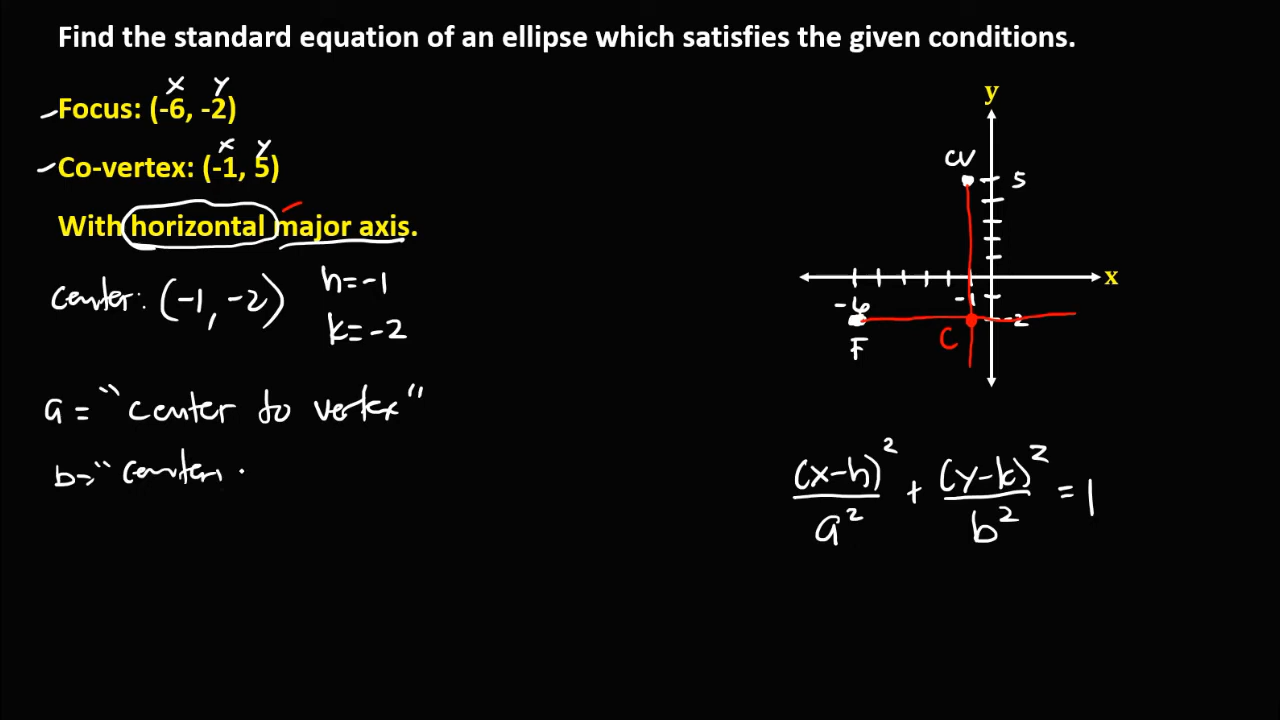 Find the standard equation of an ellipse which satisfies the given conditions.
x y
Focus: (-6, -2)
x y
Co-vertex: (-1, 5)
With horizontal major axis.
center: (-1, -2)
h=-1
k=-2
a = "center to vertex"
b= "center
y
CV
5
x
-6
-1
-2
F
C
(x-h)² / a² + (y-k)² / b² = 1